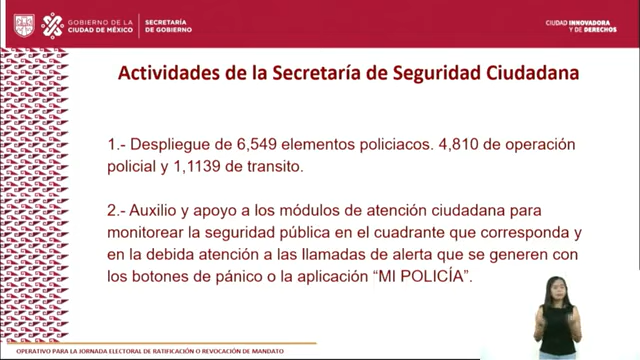 GOBIERNO DE LA
CIUDAD DE MÉXICO
SECRETARÍA
DE GOBIERNO
CIUDAD INNOVADORA
Y DE DERECHOS
Actividades de la Secretaría de Seguridad Ciudadana
1.- Despliegue de 6,549 elementos policiacos. 4,810 de operación
policial y 1,1139 de transito.
2.- Auxilio y apoyo a los módulos de atención ciudadana para
monitorear la seguridad pública en el cuadrante que corresponda y
en la debida atención a las llamadas de alerta que se generen con
los botones de pánico o la aplicación “MI POLICÍA”.
OPERATIVO PARA LA JORNADA ELECTORAL DE RATIFICACIÓN O REVOCACIÓN DE MANDATO